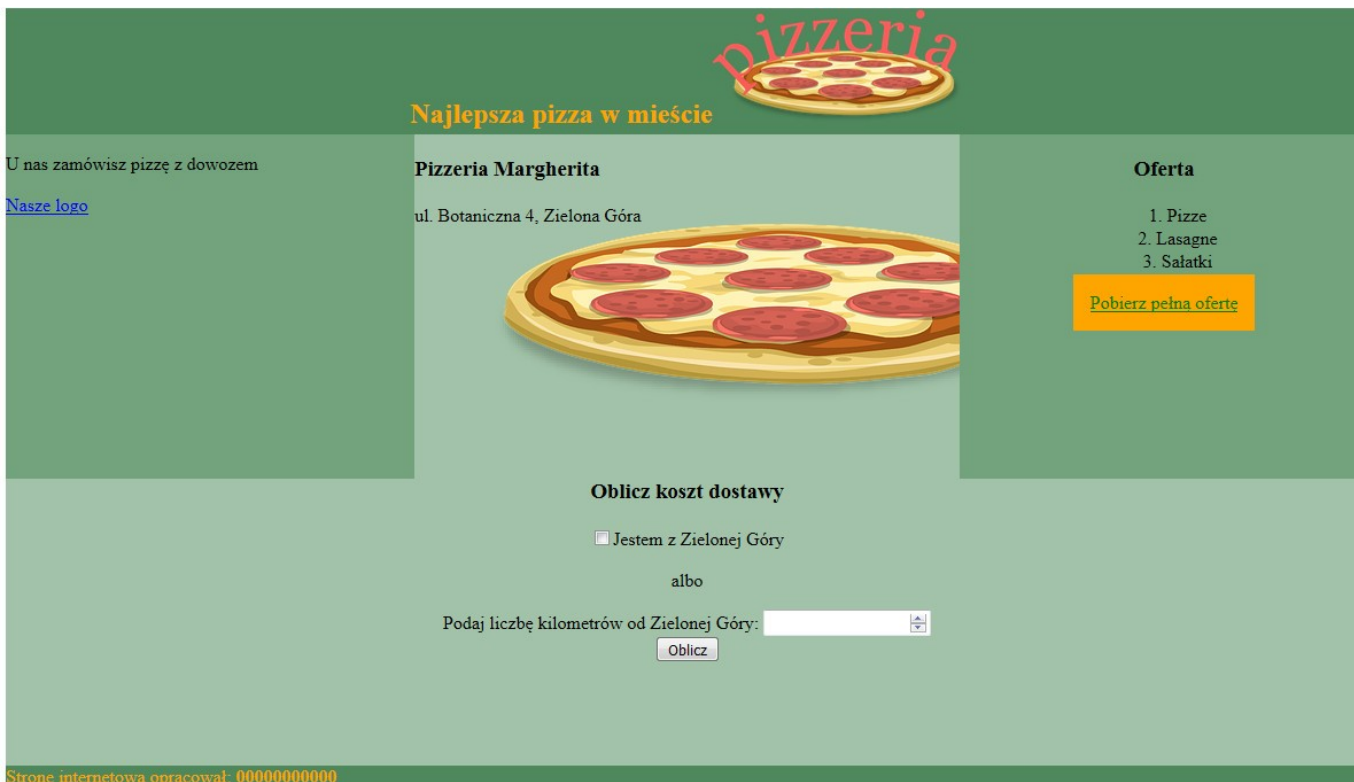 pizzeria
Najlepsza pizza w mieście
U nas zamówisz pizzę z dowozem
Nasze logo
Pizzeria Margherita
ul. Botaniczna 4, Zielona Góra
Oferta
1. Pizze
2. Lasagne
3. Sałatki
Pobierz pełną ofertę
Oblicz koszt dostawy
Jestem z Zielonej Góry
albo
Podaj liczbę kilometrów od Zielonej Góry:
Oblicz
Stronę internetową opracował: 00000000000